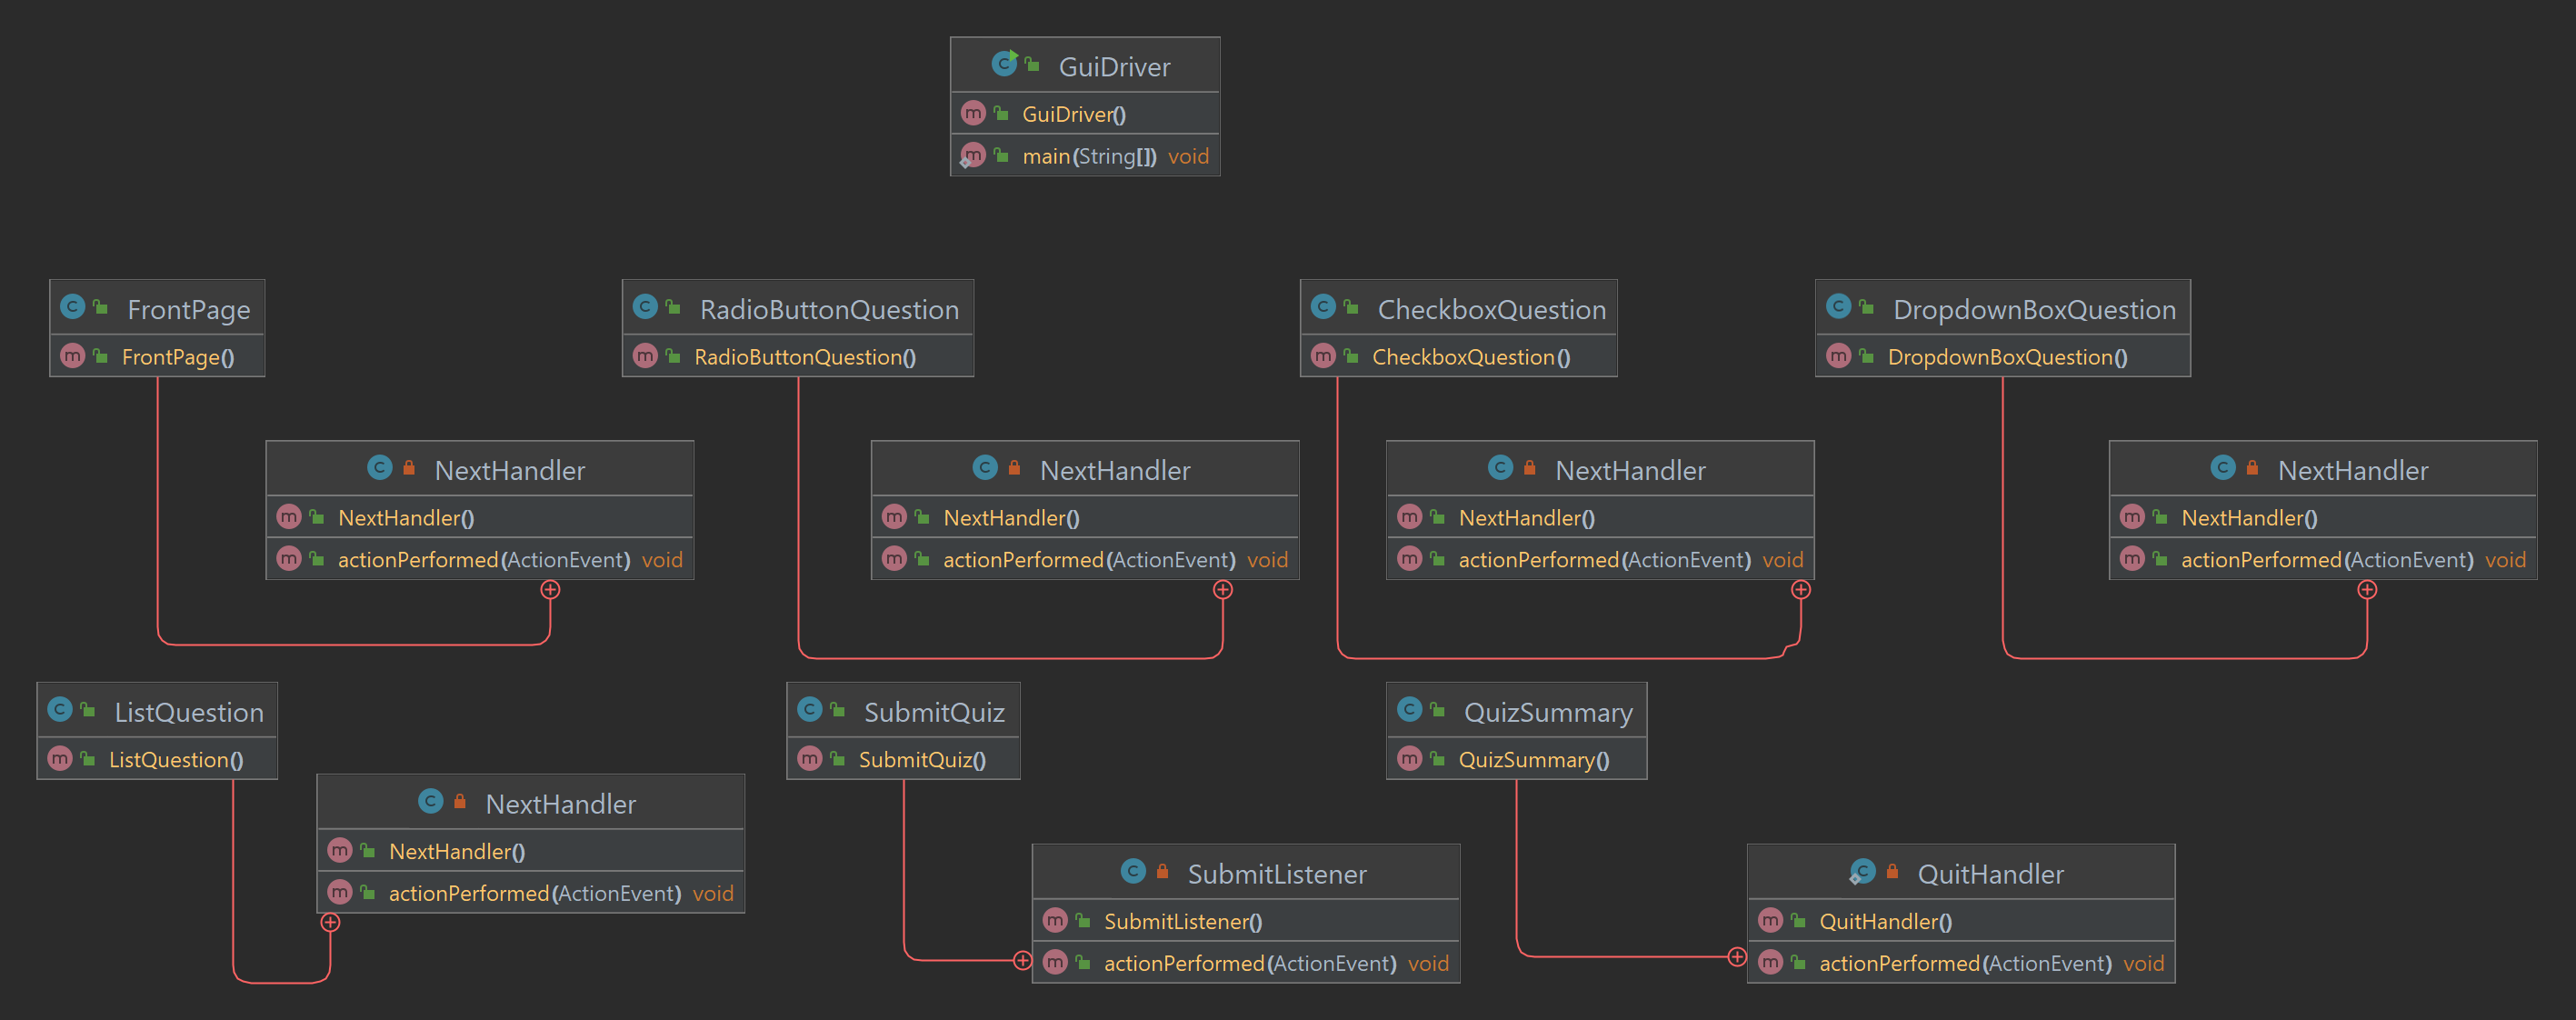 GuiDriver
GuiDriver()
main(String[]) void
FrontPage
FrontPage()
RadioButtonQuestion
RadioButtonQuestion()
CheckboxQuestion
CheckboxQuestion()
DropdownBoxQuestion
DropdownBoxQuestion()
NextHandler
NextHandler()
actionPerformed(ActionEvent) void
NextHandler
NextHandler()
actionPerformed(ActionEvent) void
NextHandler
NextHandler()
actionPerformed(ActionEvent) void
NextHandler
NextHandler()
actionPerformed(ActionEvent) void
ListQuestion
ListQuestion()
NextHandler
NextHandler()
actionPerformed(ActionEvent) void
SubmitQuiz
SubmitQuiz()
SubmitListener
SubmitListener()
actionPerformed(ActionEvent) void
QuizSummary
QuizSummary()
QuitHandler
QuitHandler()
actionPerformed(ActionEvent) void